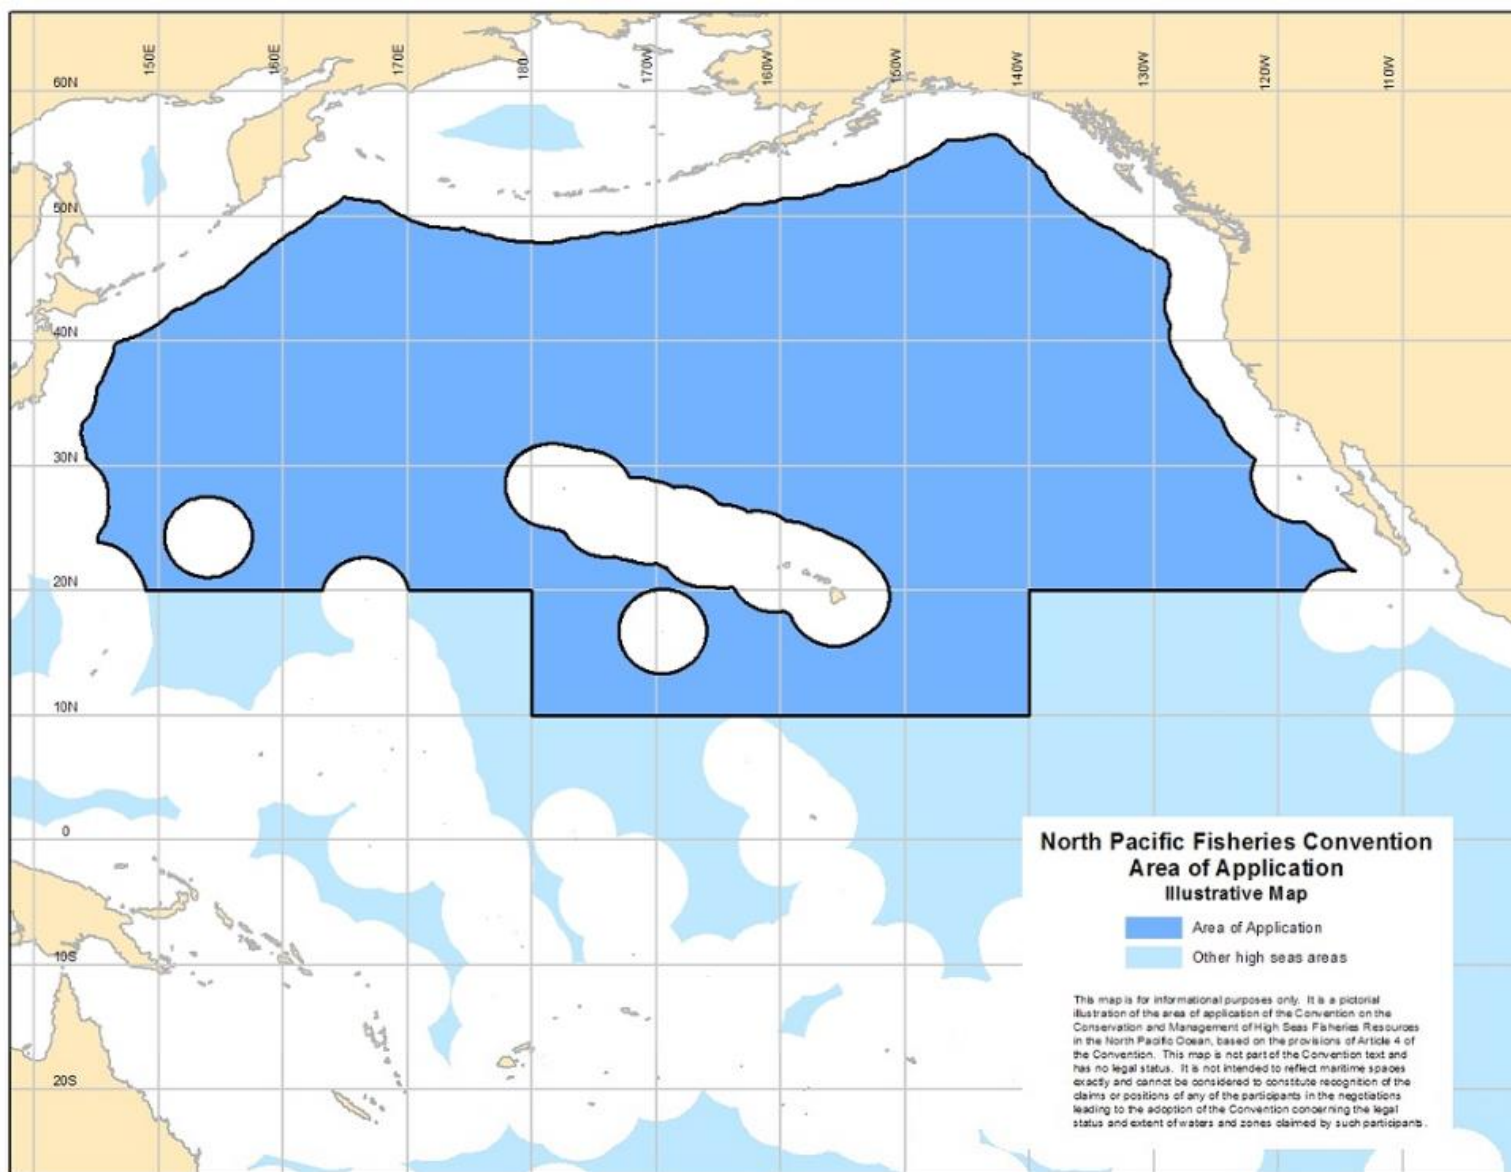 150E
160E
170E
180
170W
160W
150W
140W
130W
120W
110W
60N
50N
40N
30N
20N
10N
0
10S
20S
North Pacific Fisheries Convention
Area of Application
Illustrative Map
Area of Application
Other high seas areas
This map is for informational purposes only. It is a pictorial
illustration of the area of application of the Convention on the
Conservation and Management of High Seas Fisheries Resources
in the North Pacific Ocean, based on the provisions of Article 4 of
the Convention. This map is not part of the Convention text and
has no legal status. It is not intended to reflect maritime spaces
exactly and cannot be considered to constitute recognition of the
claims or positions of any of the participants in the negotiations
leading to the adoption of the Convention concerning the legal
status and extent of waters and zones claimed by such participants.